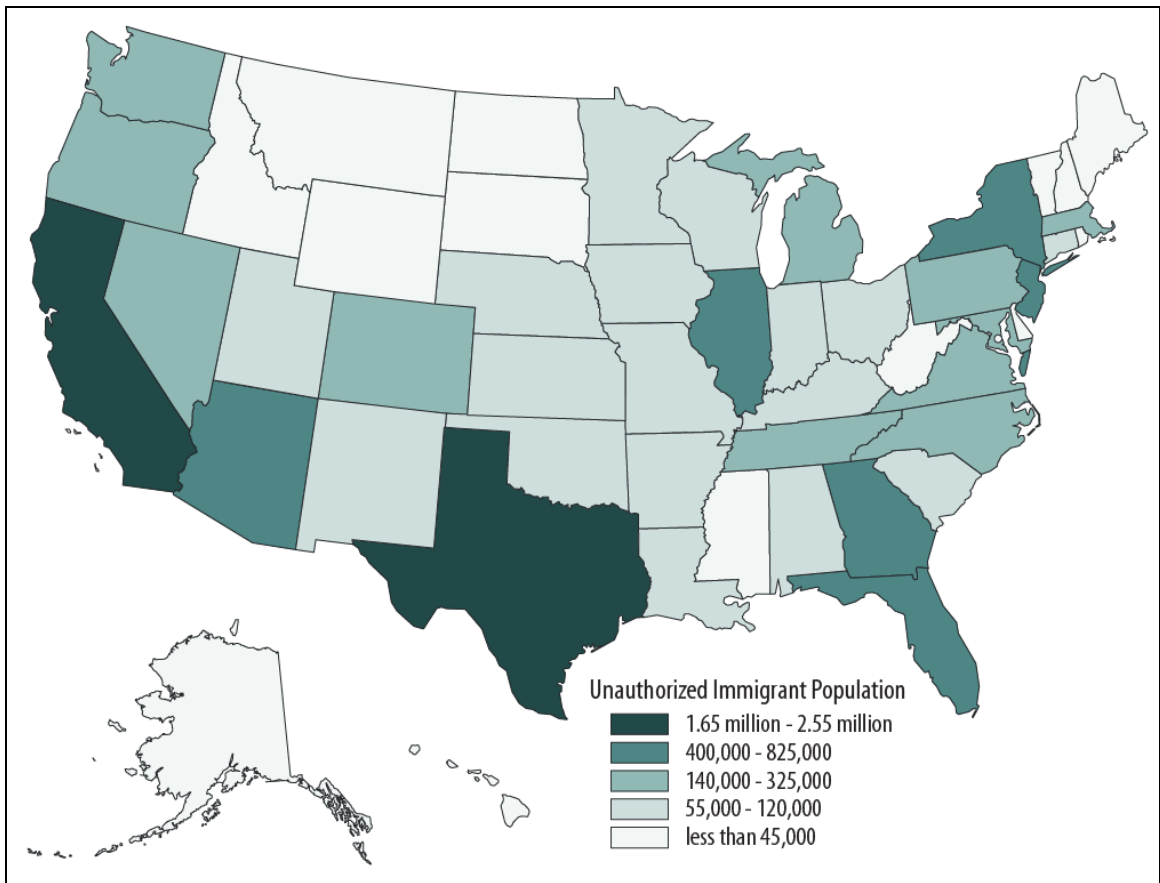 Unauthorized Immigrant Population
1.65 million - 2.55 million
400,000 - 825,000
140,000 - 325,000
55,000 - 120,000
less than 45,000